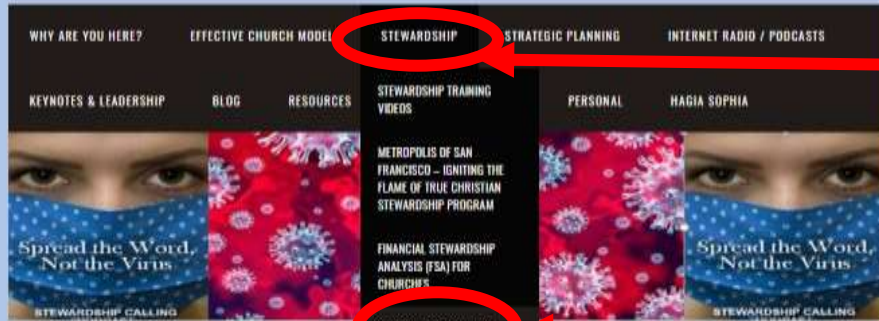 WHY ARE YOU HERE? EFFECTIVE CHURCH MODEL STEWARDSHIP STRATEGIC PLANNING INTERNET RADIO / PODCASTS
KEYNOTES & LEADERSHIP BLOG RESOURCES PERSONAL HAGIA SOPHIA
STEWARDSHIP TRAINING
VIDEOS
METROPOLIS OF SAN
FRANCISCO – IGNITING THE
FLAME OF TRUE CHRISTIAN
STEWARDSHIP PROGRAM
FINANCIAL STEWARDSHIP
ANALYSIS (FSA) FOR
CHURCHES
Spread the Word,
Not the Virus
STEWARDSHIP CALLING
Spread the Word,
Not the Virus
STEWARDSHIP CALLING